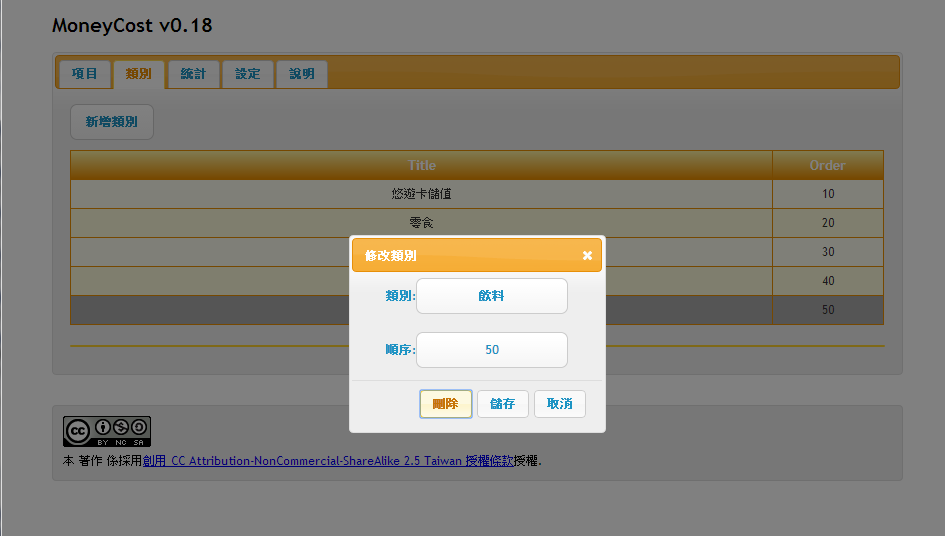 MoneyCost v0.18
項目 類別 統計 設定 說明
新增類別
Title Order
悠遊卡儲值 10
零食 20
30
40
50
修改類別
類別: 飲料
順序: 50
刪除 儲存 取消
cc BY NC SA
本 著作 係採用創用 CC Attribution-NonCommercial-ShareAlike 2.5 Taiwan 授權條款授權.